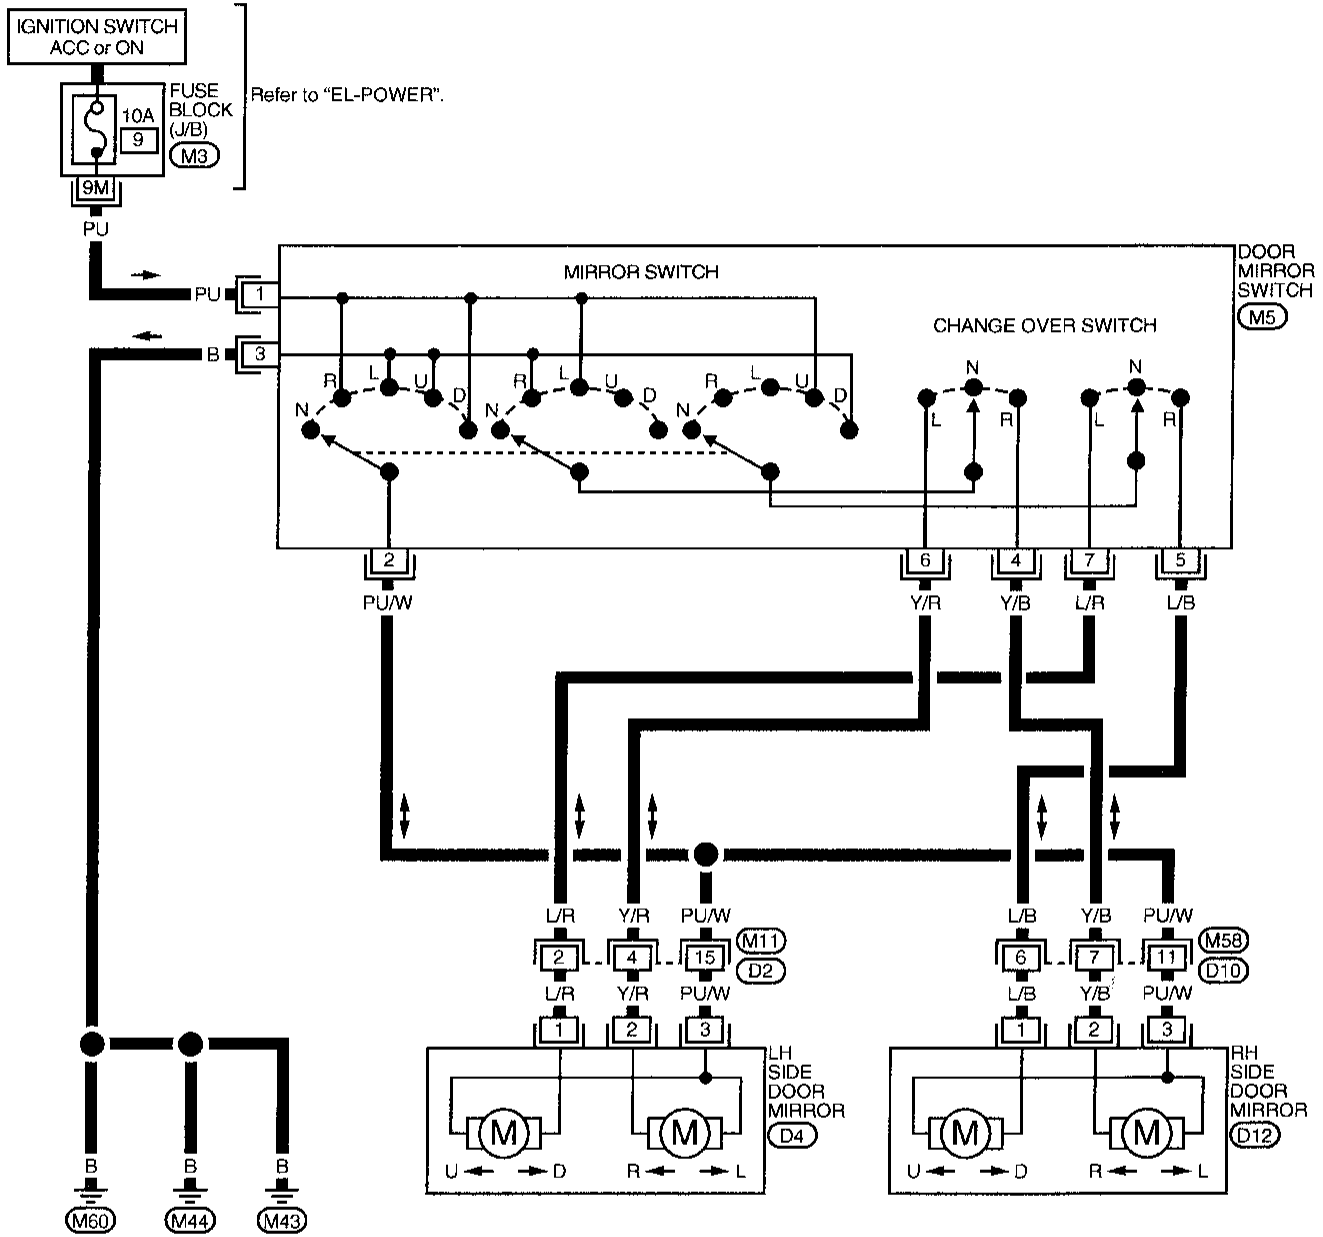 IGNITION SWITCH
ACC or ON
FUSE
BLOCK
(J/B)
M3
10A
9
Refer to "EL-POWER".
9M
PU
PU
1
B
3
MIRROR SWITCH
DOOR
MIRROR
SWITCH
M5
CHANGE OVER SWITCH
N
R
L
U
D
N
R
L
U
D
N
R
L
U
D
L
N
R
L
N
R
2
6
4
7
5
PU/W
Y/R
Y/B
L/R
L/B
L/R
Y/R
PU/W
L/B
Y/B
PU/W
2
4
15
M11
D2
6
7
11
M58
D10
L/R
Y/R
PU/W
L/B
Y/B
PU/W
1
2
3
1
2
3
LH
SIDE
DOOR
MIRROR
D4
RH
SIDE
DOOR
MIRROR
D12
M
M
M
M
U
D
R
L
U
D
R
L
B
B
B
M60
M44
M43